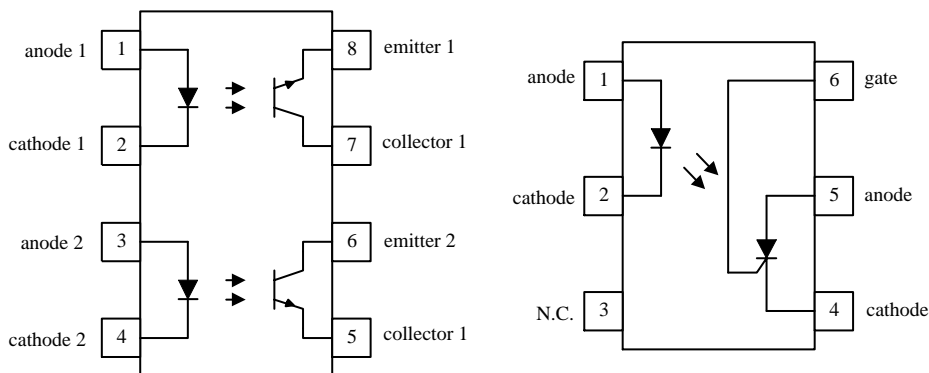 anode 1 1
8 emitter 1
cathode 1 2
7 collector 1
anode 2 3
6 emitter 2
cathode 2 4
5 collector 1
anode 1
6 gate
cathode 2
5 anode
N.C. 3
4 cathode